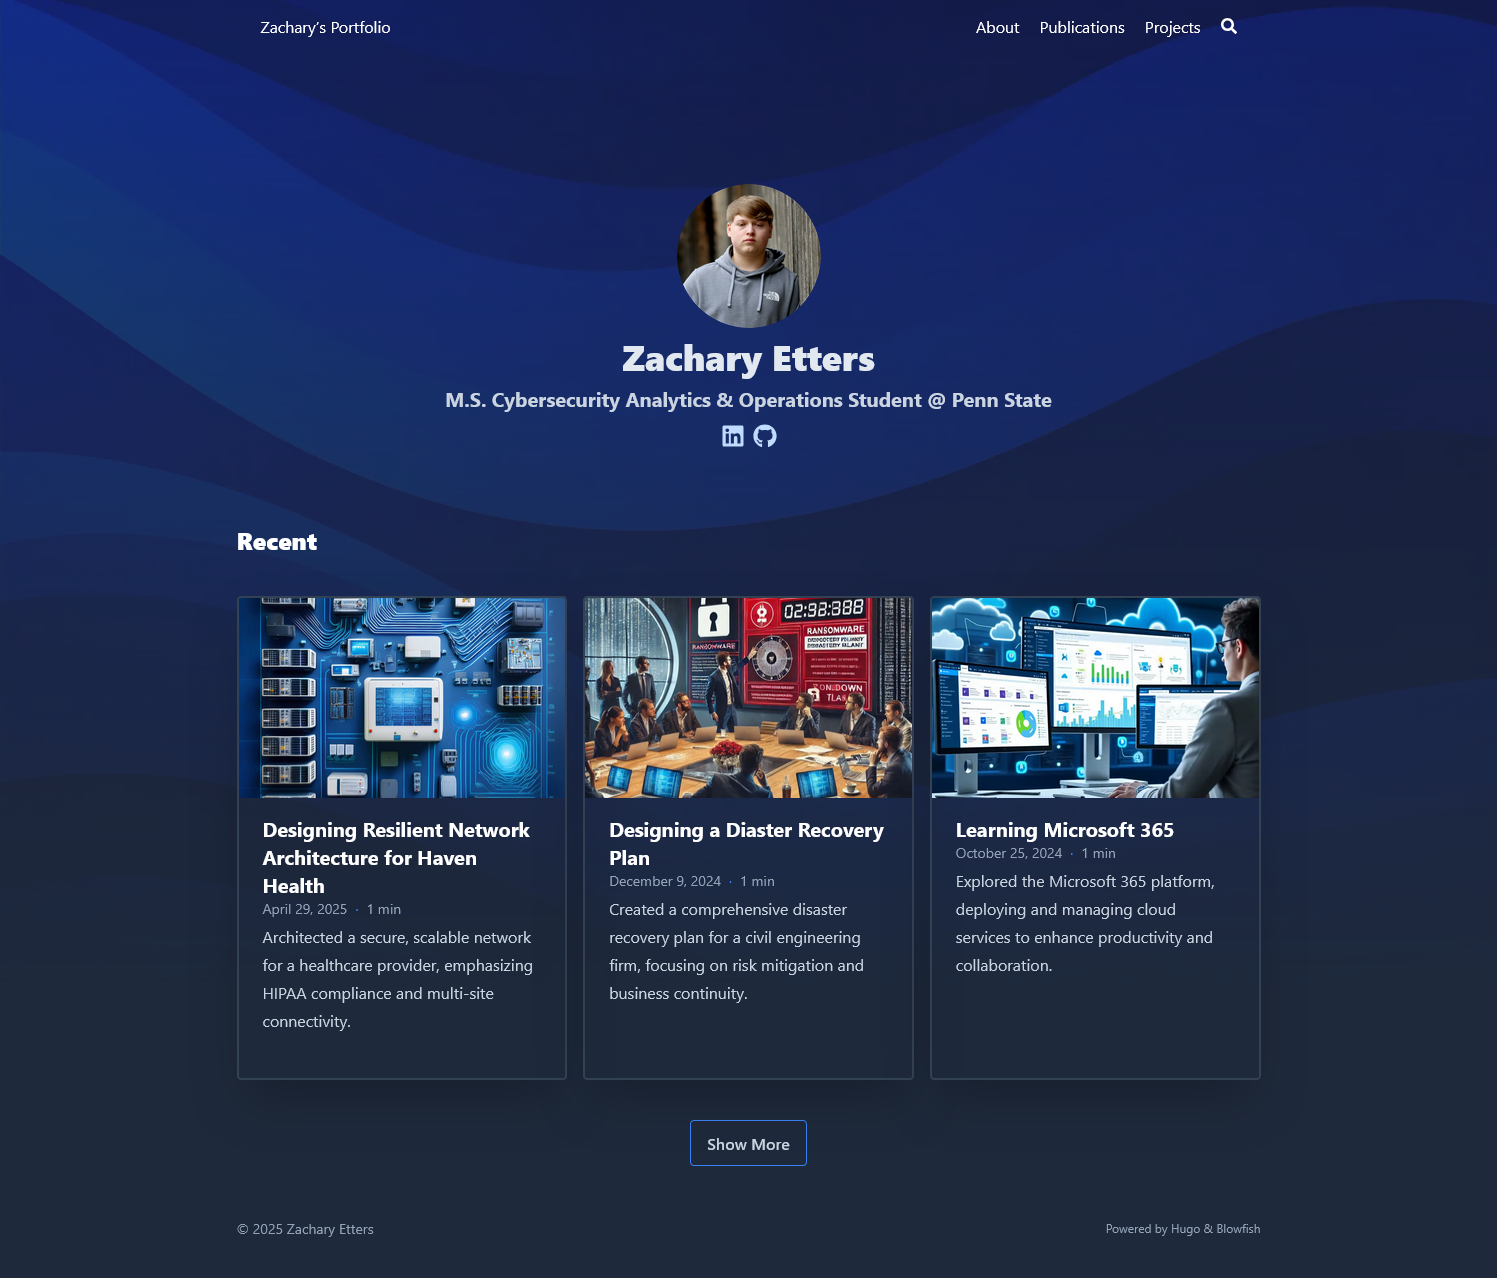 Zachary's Portfolio
About Publications Projects
Zachary Etters
M.S. Cybersecurity Analytics & Operations Student @ Penn State
Recent
RANSOMWARE
RANSOMWARE
Designing Resilient Network
Architecture for Haven
Health
April 29, 2025 · 1 min
Architected a secure, scalable network
for a healthcare provider, emphasizing
HIPAA compliance and multi-site
connectivity.
Designing a Diaster Recovery
Plan
December 9, 2024 · 1 min
Created a comprehensive disaster
recovery plan for a civil engineering
firm, focusing on risk mitigation and
business continuity.
Learning Microsoft 365
October 25, 2024 · 1 min
Explored the Microsoft 365 platform,
deploying and managing cloud
services to enhance productivity and
collaboration.
Show More
© 2025 Zachary Etters
Powered by Hugo & Blowfish